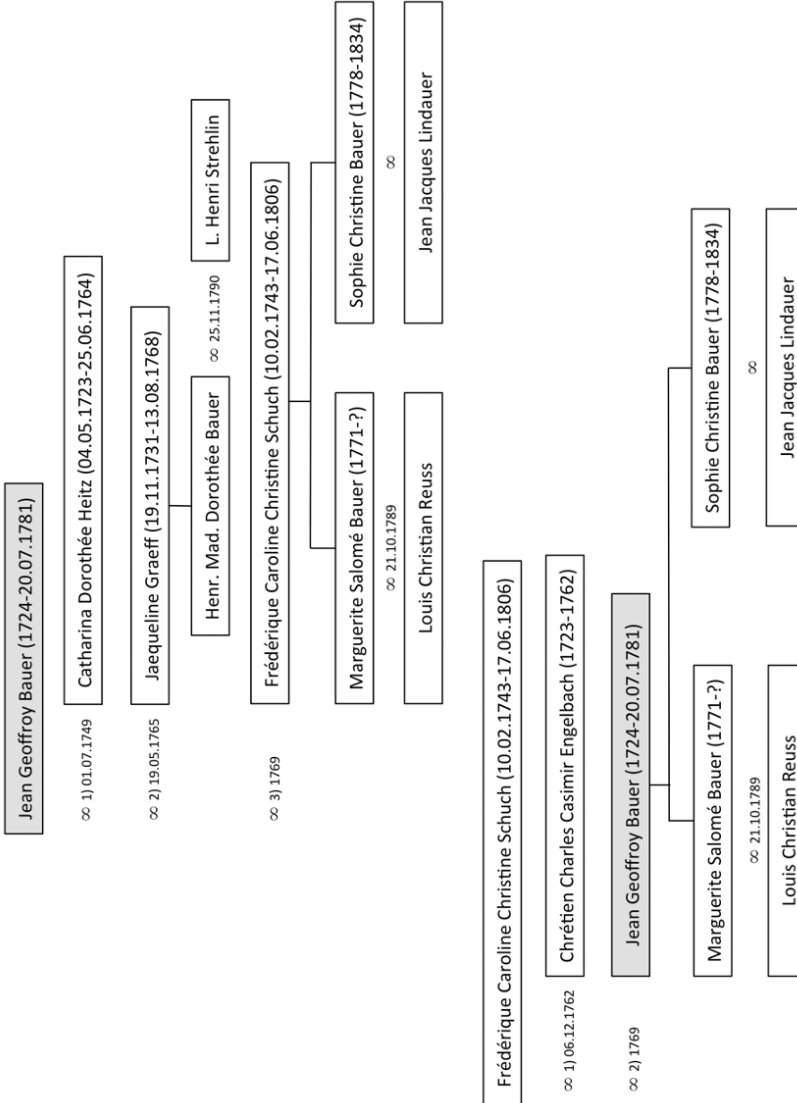 Jean Geoffroy Bauer (1724-20.07.1781)
∞ 1) 01.07.1749 Catharina Dorothée Heitz (04.05.1723-25.06.1764)
∞ 2) 19.05.1765 Jaequeline Graeff (19.11.1731-13.08.1768)
Henr. Mad. Dorothée Bauer ∞ 25.11.1790 L. Henri Strehlin
∞ 3) 1769 Frédérique Caroline Christine Schuch (10.02.1743-17.06.1806)
Marguerite Salomé Bauer (1771-?) Sophie Christine Bauer (1778-1834)
∞ 21.10.1789 ∞
Louis Christian Reuss Jean Jacques Lindauer
Frédérique Caroline Christine Schuch (10.02.1743-17.06.1806)
∞ 1) 06.12.1762 Chrétien Charles Casimir Engelbach (1723-1762)
∞ 2) 1769 Jean Geoffroy Bauer (1724-20.07.1781)
Marguerite Salomé Bauer (1771-?) Sophie Christine Bauer (1778-1834)
∞ 21.10.1789 ∞
Louis Christian Reuss Jean Jacques Lindauer